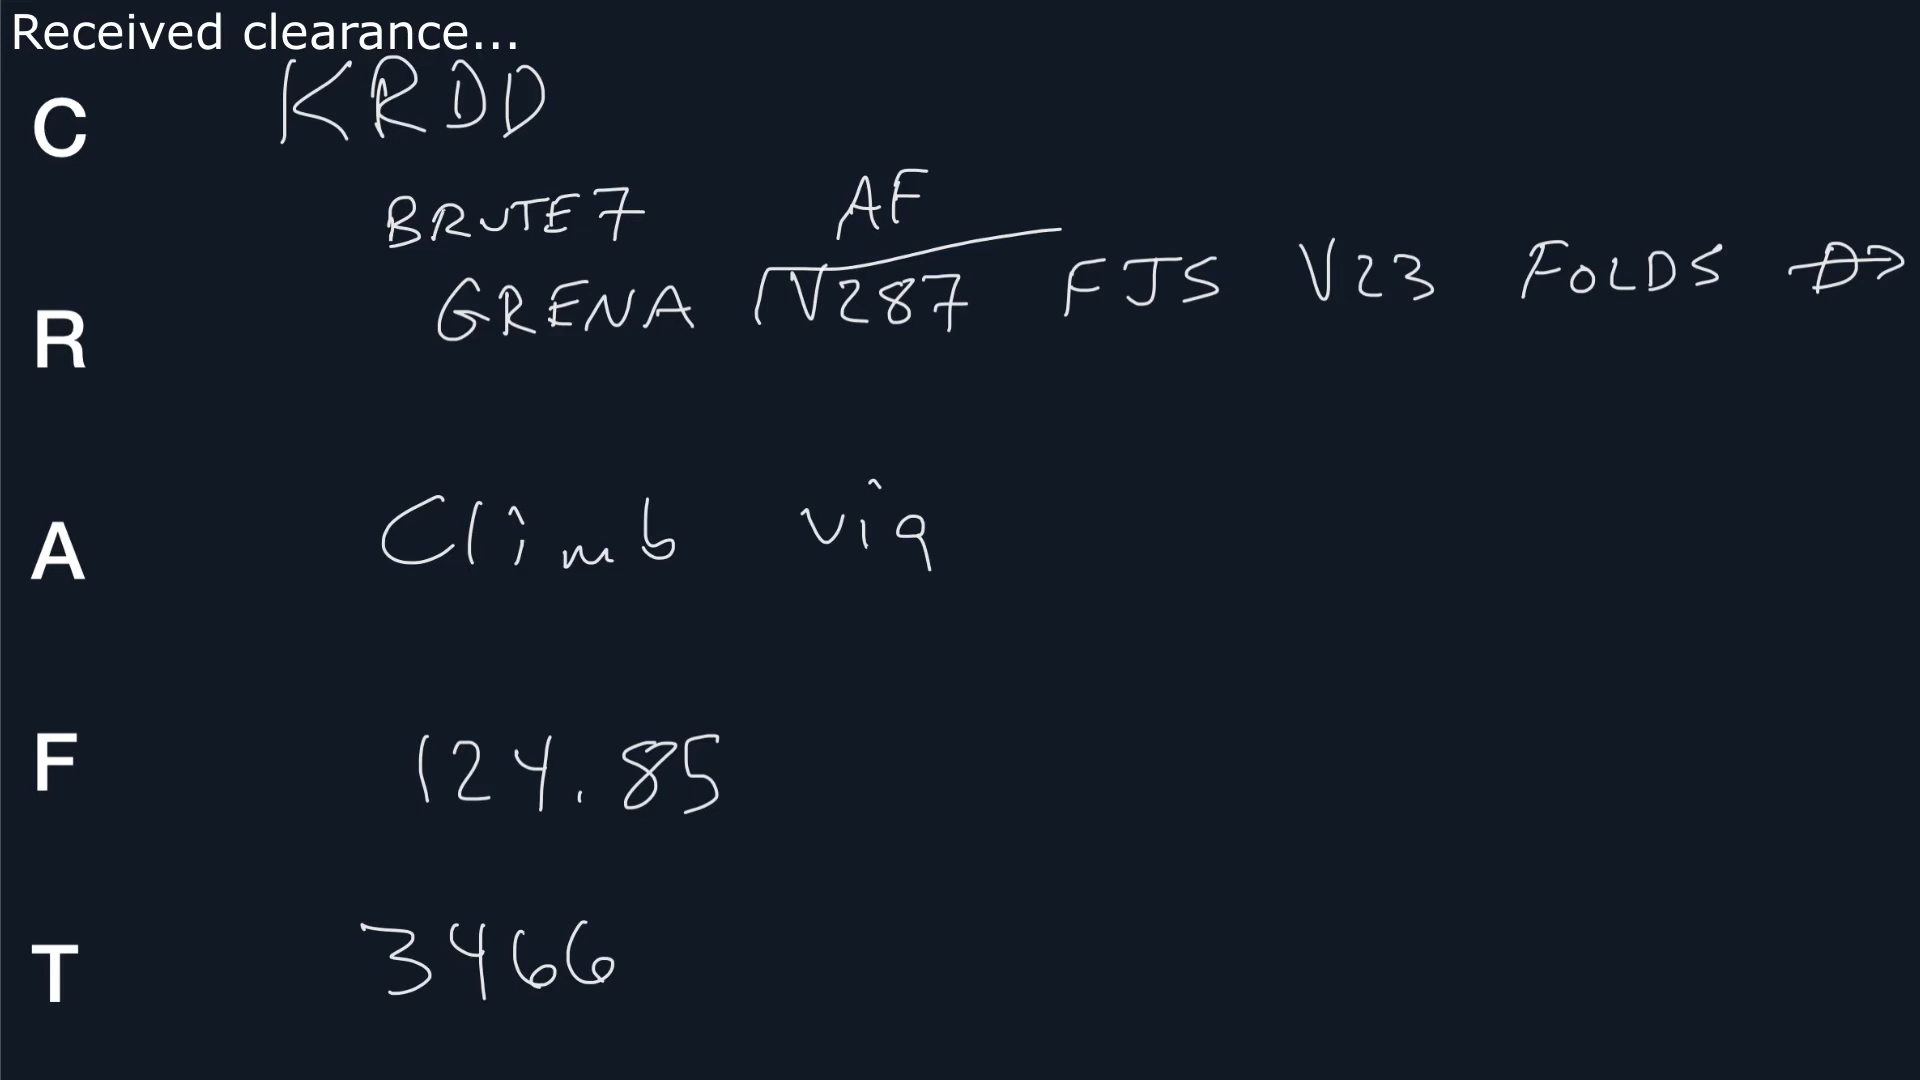 Received clearance...
C KRDD
BRUTE7 AF
R GRENA V287 FJS V23 FOLDS D
A Climb via
F 124.85
T 3466